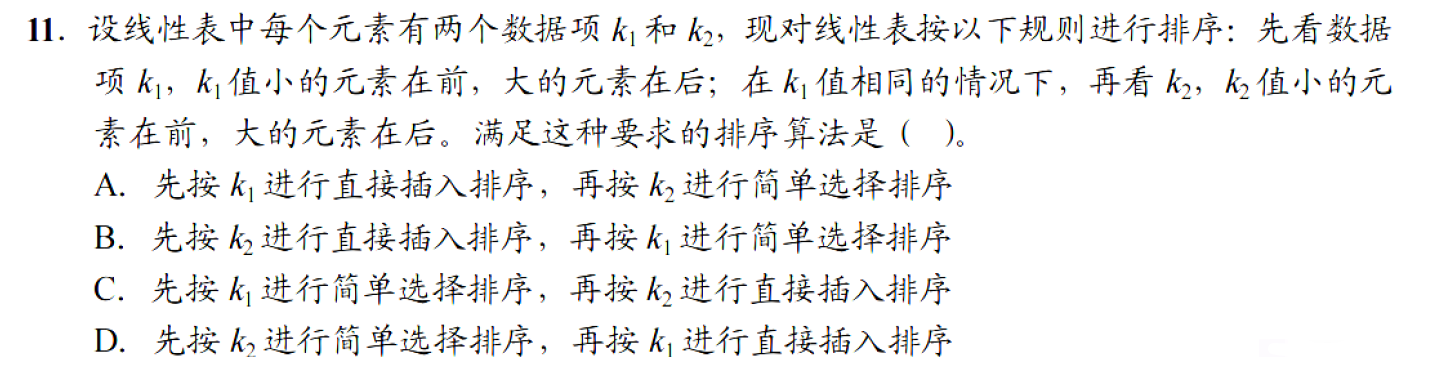 11. 设线性表中每个元素有两个数据项 k₁ 和 k₂，现对线性表按以下规则进行排序：先看数据
项 k₁，k₁ 值小的元素在前，大的元素在后；在 k₁ 值相同的情况下，再看 k₂，k₂ 值小的元
素在前，大的元素在后。满足这种要求的排序算法是（ ）。
A. 先按 k₁ 进行直接插入排序，再按 k₂ 进行简单选择排序
B. 先按 k₂ 进行直接插入排序，再按 k₁ 进行简单选择排序
C. 先按 k₁ 进行简单选择排序，再按 k₂ 进行直接插入排序
D. 先按 k₂ 进行简单选择排序，再按 k₁ 进行直接插入排序